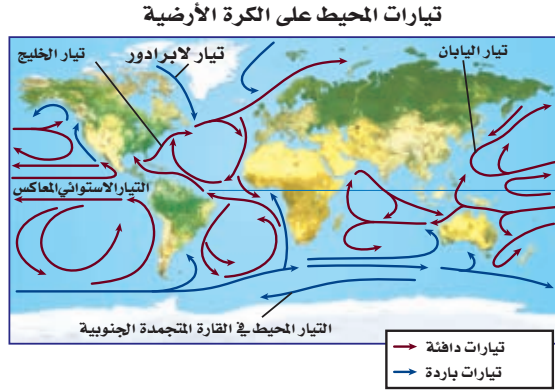 تيارات المحيط على الكرة الأرضية
تيار اليابان
تيار لابرادور
تيار الخليج
التيار الاستوائي المعاكس
التيار المحيط في القارة المتجمدة الجنوبية
تيارات دافئة
تيارات باردة